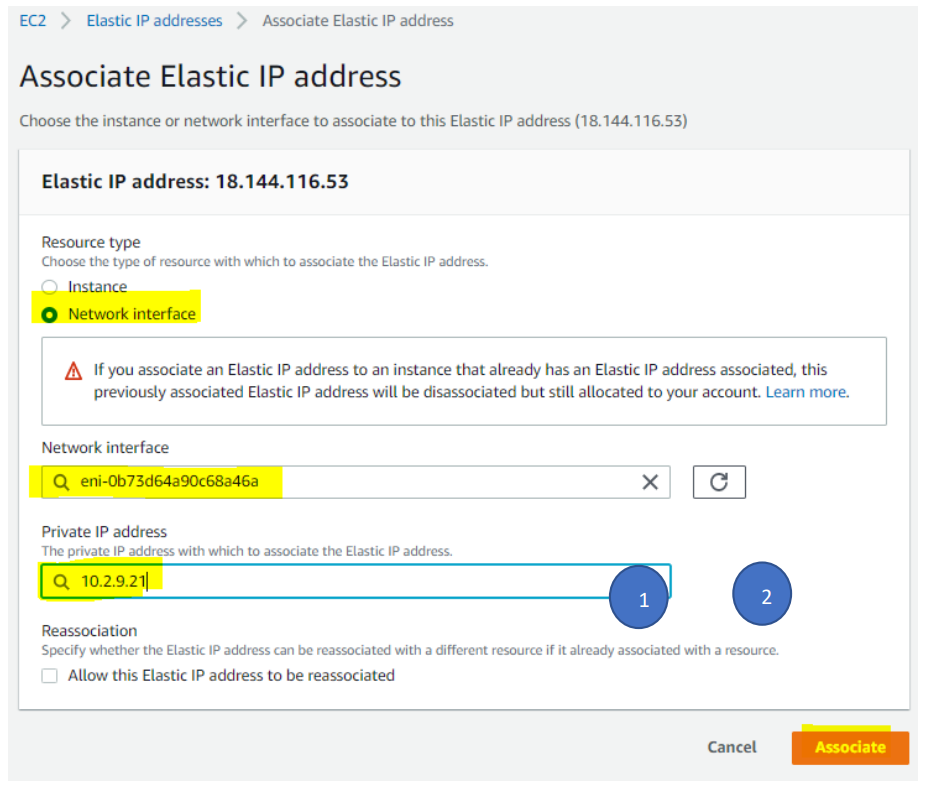 EC2 > Elastic IP addresses > Associate Elastic IP address
Associate Elastic IP address
Choose the instance or network interface to associate to this Elastic IP address (18.144.116.53)
Elastic IP address: 18.144.116.53
Resource type
Choose the type of resource with which to associate the Elastic IP address.
Instance
Network interface
If you associate an Elastic IP address to an instance that already has an Elastic IP address associated, this
previously associated Elastic IP address will be disassociated but still allocated to your account. Learn more.
Network interface
eni-0b73d64a90c68a46a
Private IP address
The private IP address with which to associate the Elastic IP address.
10.2.9.21
1
2
Reassociation
Specify whether the Elastic IP address can be reassociated with a different resource if it already associated with a resource.
Allow this Elastic IP address to be reassociated
Cancel
Associate